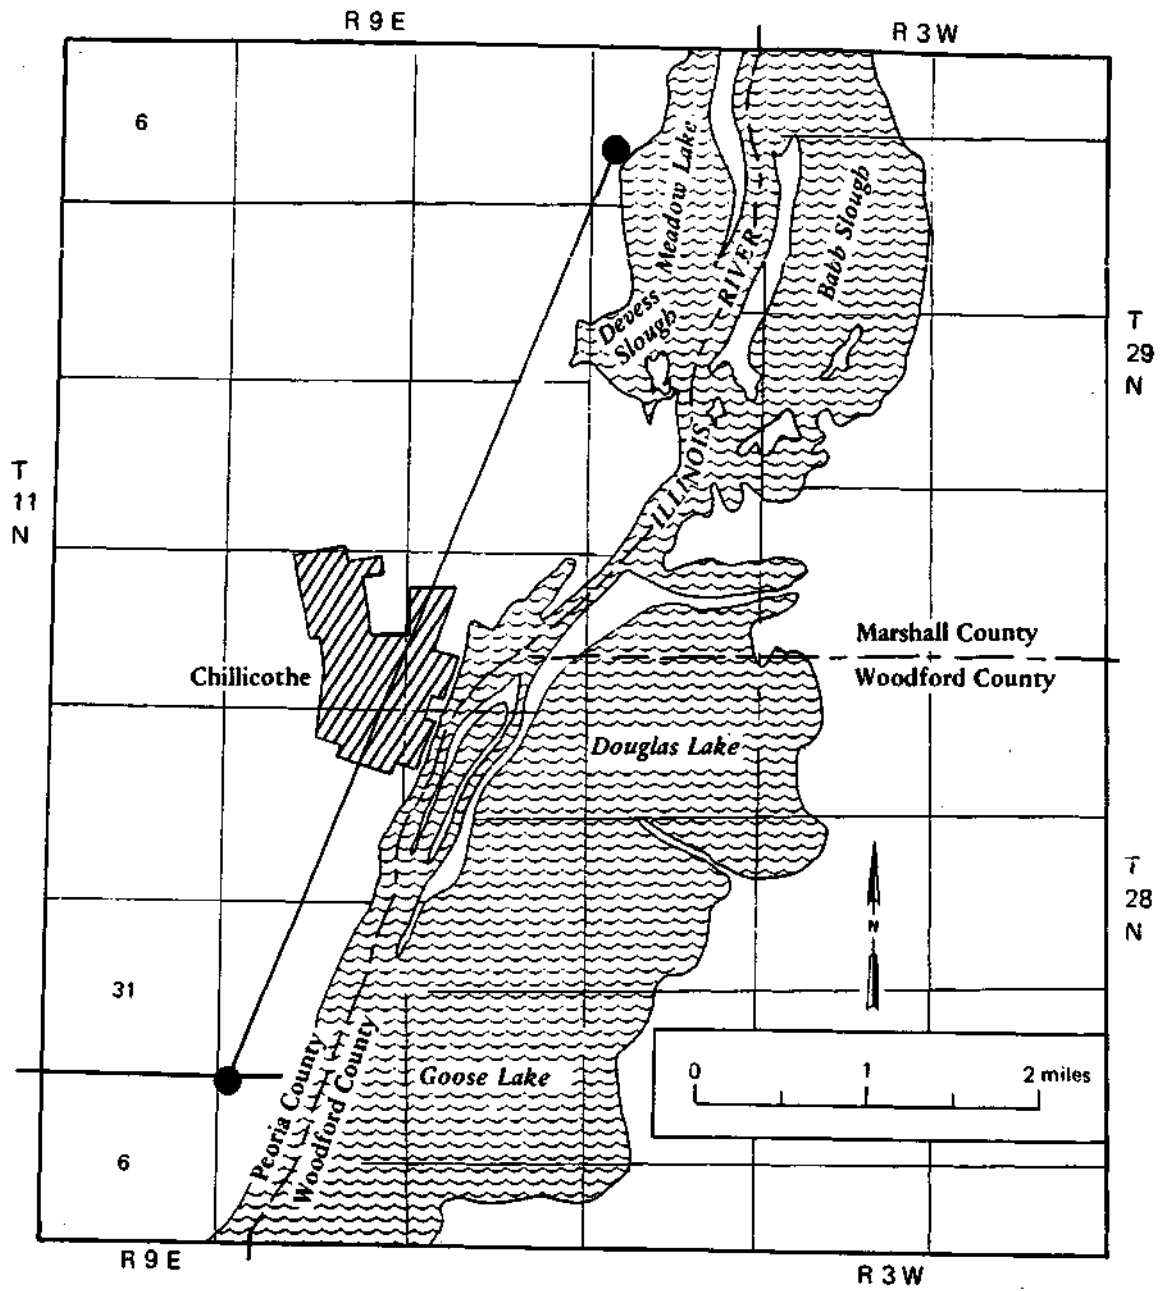 R 9 E
R 3 W
6
Meadow Lake
Babb Slough
RIVER
Devess
Slough
T
29
N
ILLINOIS
T
11
N
Marshall County
Woodford County
Chillicothe
Douglas Lake
T
28
N
N
31
Peoria County
Woodford County
Goose Lake
0 1 2 miles
6
R 9 E
R 3 W